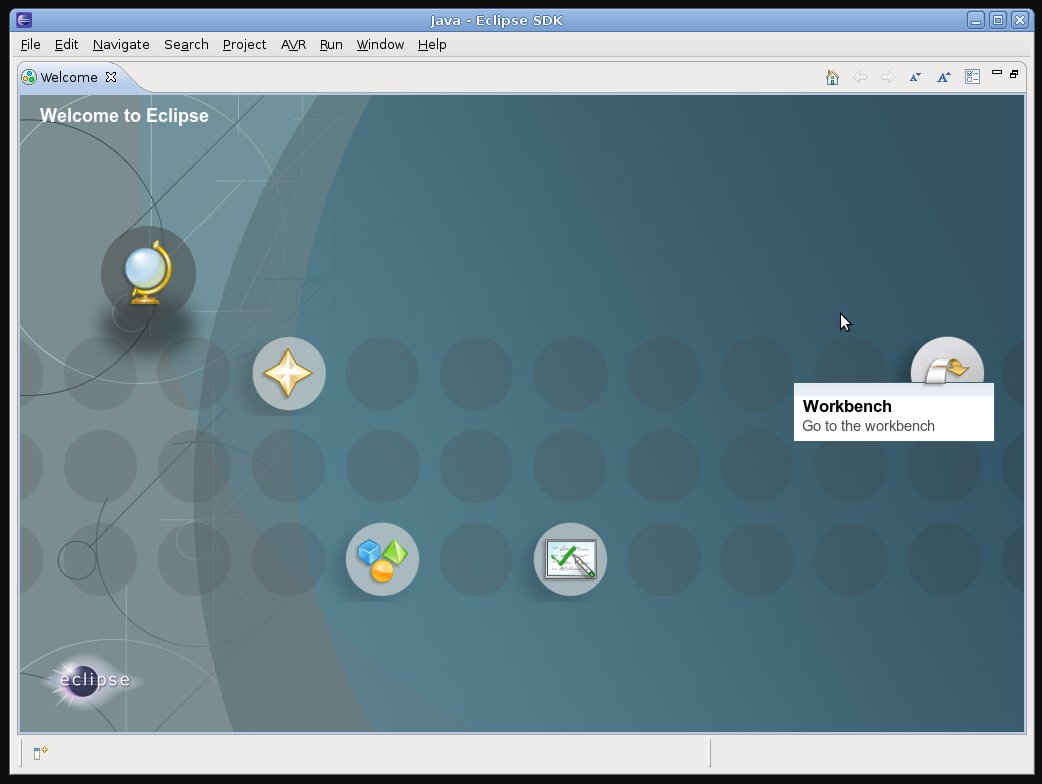 Java - Eclipse SDK
File Edit Navigate Search Project AVR Run Window Help
Welcome
Welcome to Eclipse
Workbench
Go to the workbench
eclipse